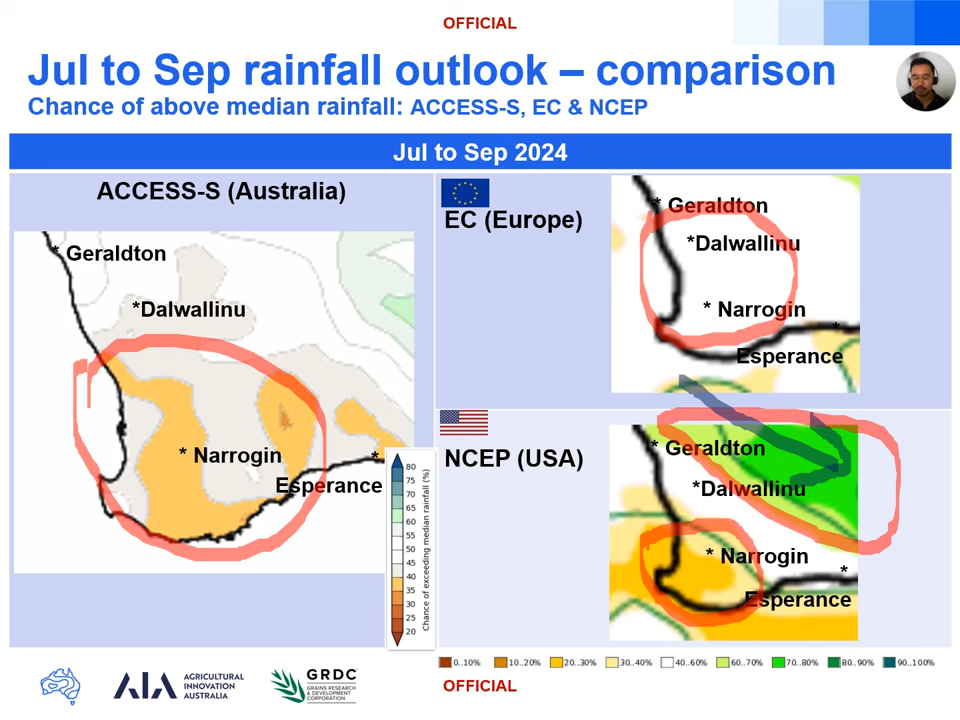 OFFICIAL
Jul to Sep rainfall outlook – comparison
Chance of above median rainfall: ACCESS-S, EC & NCEP
Jul to Sep 2024
ACCESS-S (Australia)
* Geraldton
*Dalwallinu
* Narrogin
*
Esperance
80
75
70
65
60
55
50
45
40
35
30
25
20
Chance of exceeding median rainfall (%)
EC (Europe)
* Geraldton
*Dalwallinu
* Narrogin
*
Esperance
NCEP (USA)
* Geraldton
*Dalwallinu
* Narrogin
*
Esperance
0..10% 10..20% 20..30% 30..40% 40..60% 60..70% 70..80% 80..90% 90..100%
AIA AGRICULTURAL INNOVATION AUSTRALIA
GRDC
GRAINS RESEARCH & DEVELOPMENT CORPORATION
OFFICIAL